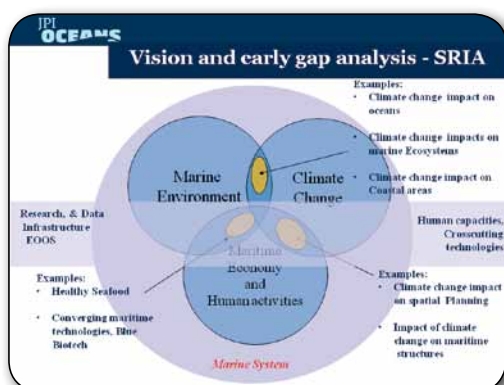 JPI
OCEANS
Vision and early gap analysis - SRIA
Examples:
• Climate change impact on
oceans
• Climate change impacts on
marine Ecosystems
• Climate change impact on
Coastal areas
Marine
Environment
Climate
Change
Research, & Data
Infrastructure
EOOS
Human capacities,
Crosscutting
technologies
Maritime
Economy
and
Human activities
Examples:
• Healthy Seafood
• Converging maritime
technologies, Blue
Biotech
Examples:
• Climate change impact
on spatial Planning
• Impact of climate
change on maritime
structures
Marine System